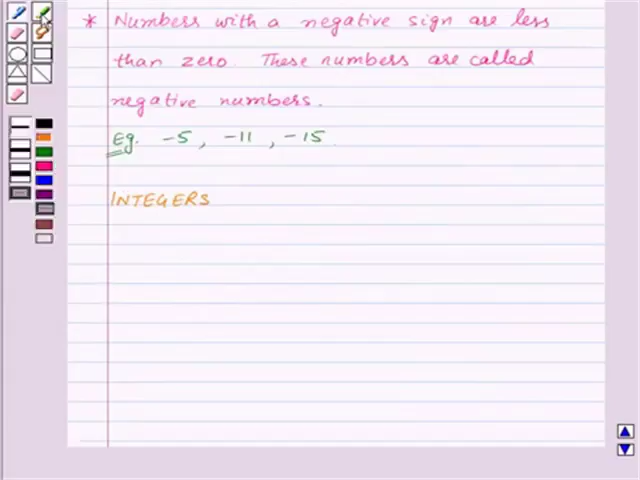 * Numbers with a negative sign are less
than zero. These numbers are called
negative numbers.
Eg. -5, -11, -15.
INTEGERS